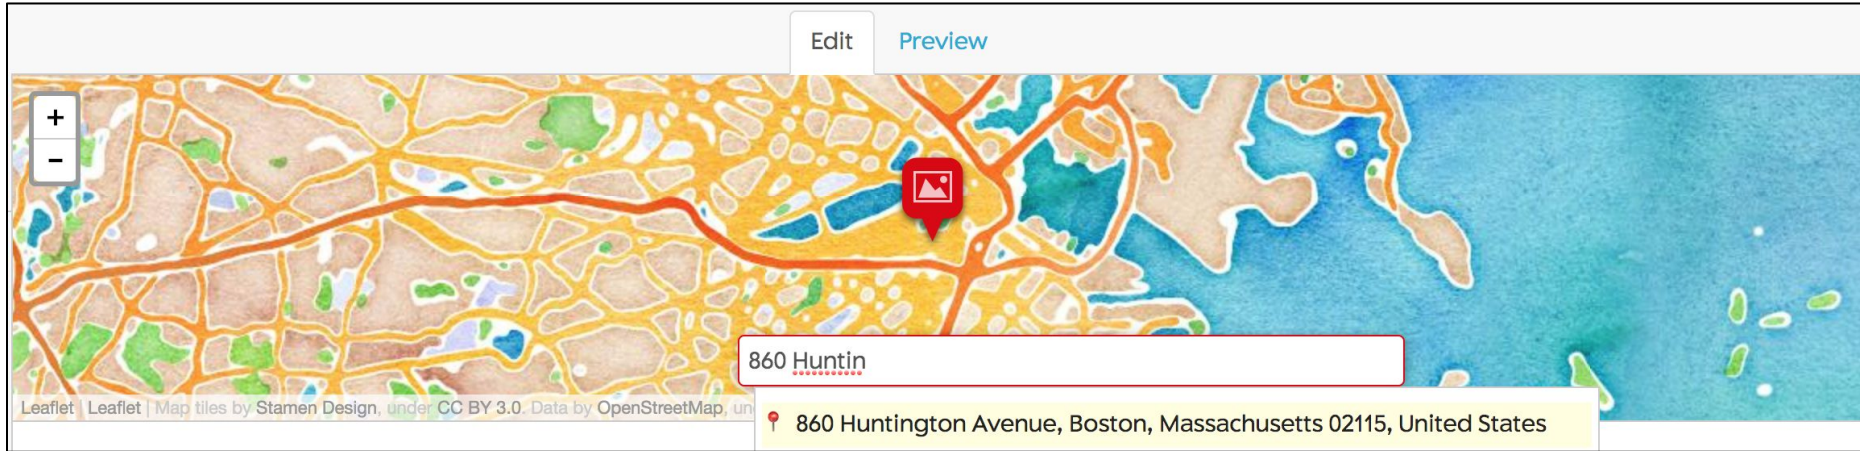 Edit Preview
+
−
860 Huntin
Leaflet | Leaflet | Map tiles by Stamen Design, under CC BY 3.0. Data by OpenStreetMap, un
860 Huntington Avenue, Boston, Massachusetts 02115, United States